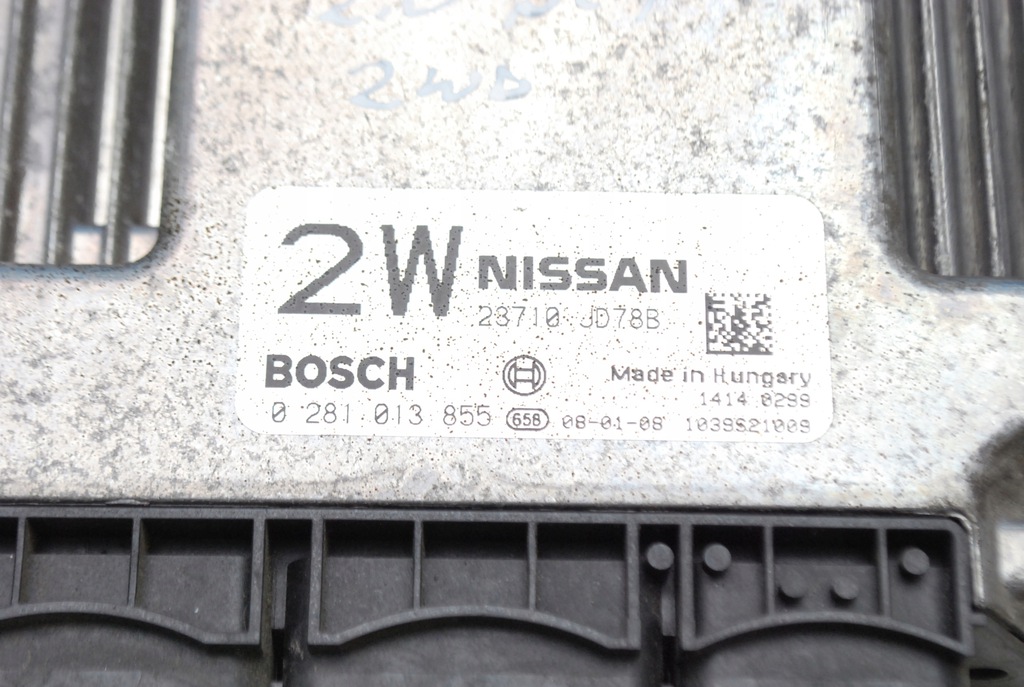 2WD
2W NISSAN
23710 JD78B
BOSCH Made in Hungary
1414 0299
0 281 013 855 658 08-01-08 1039S21009